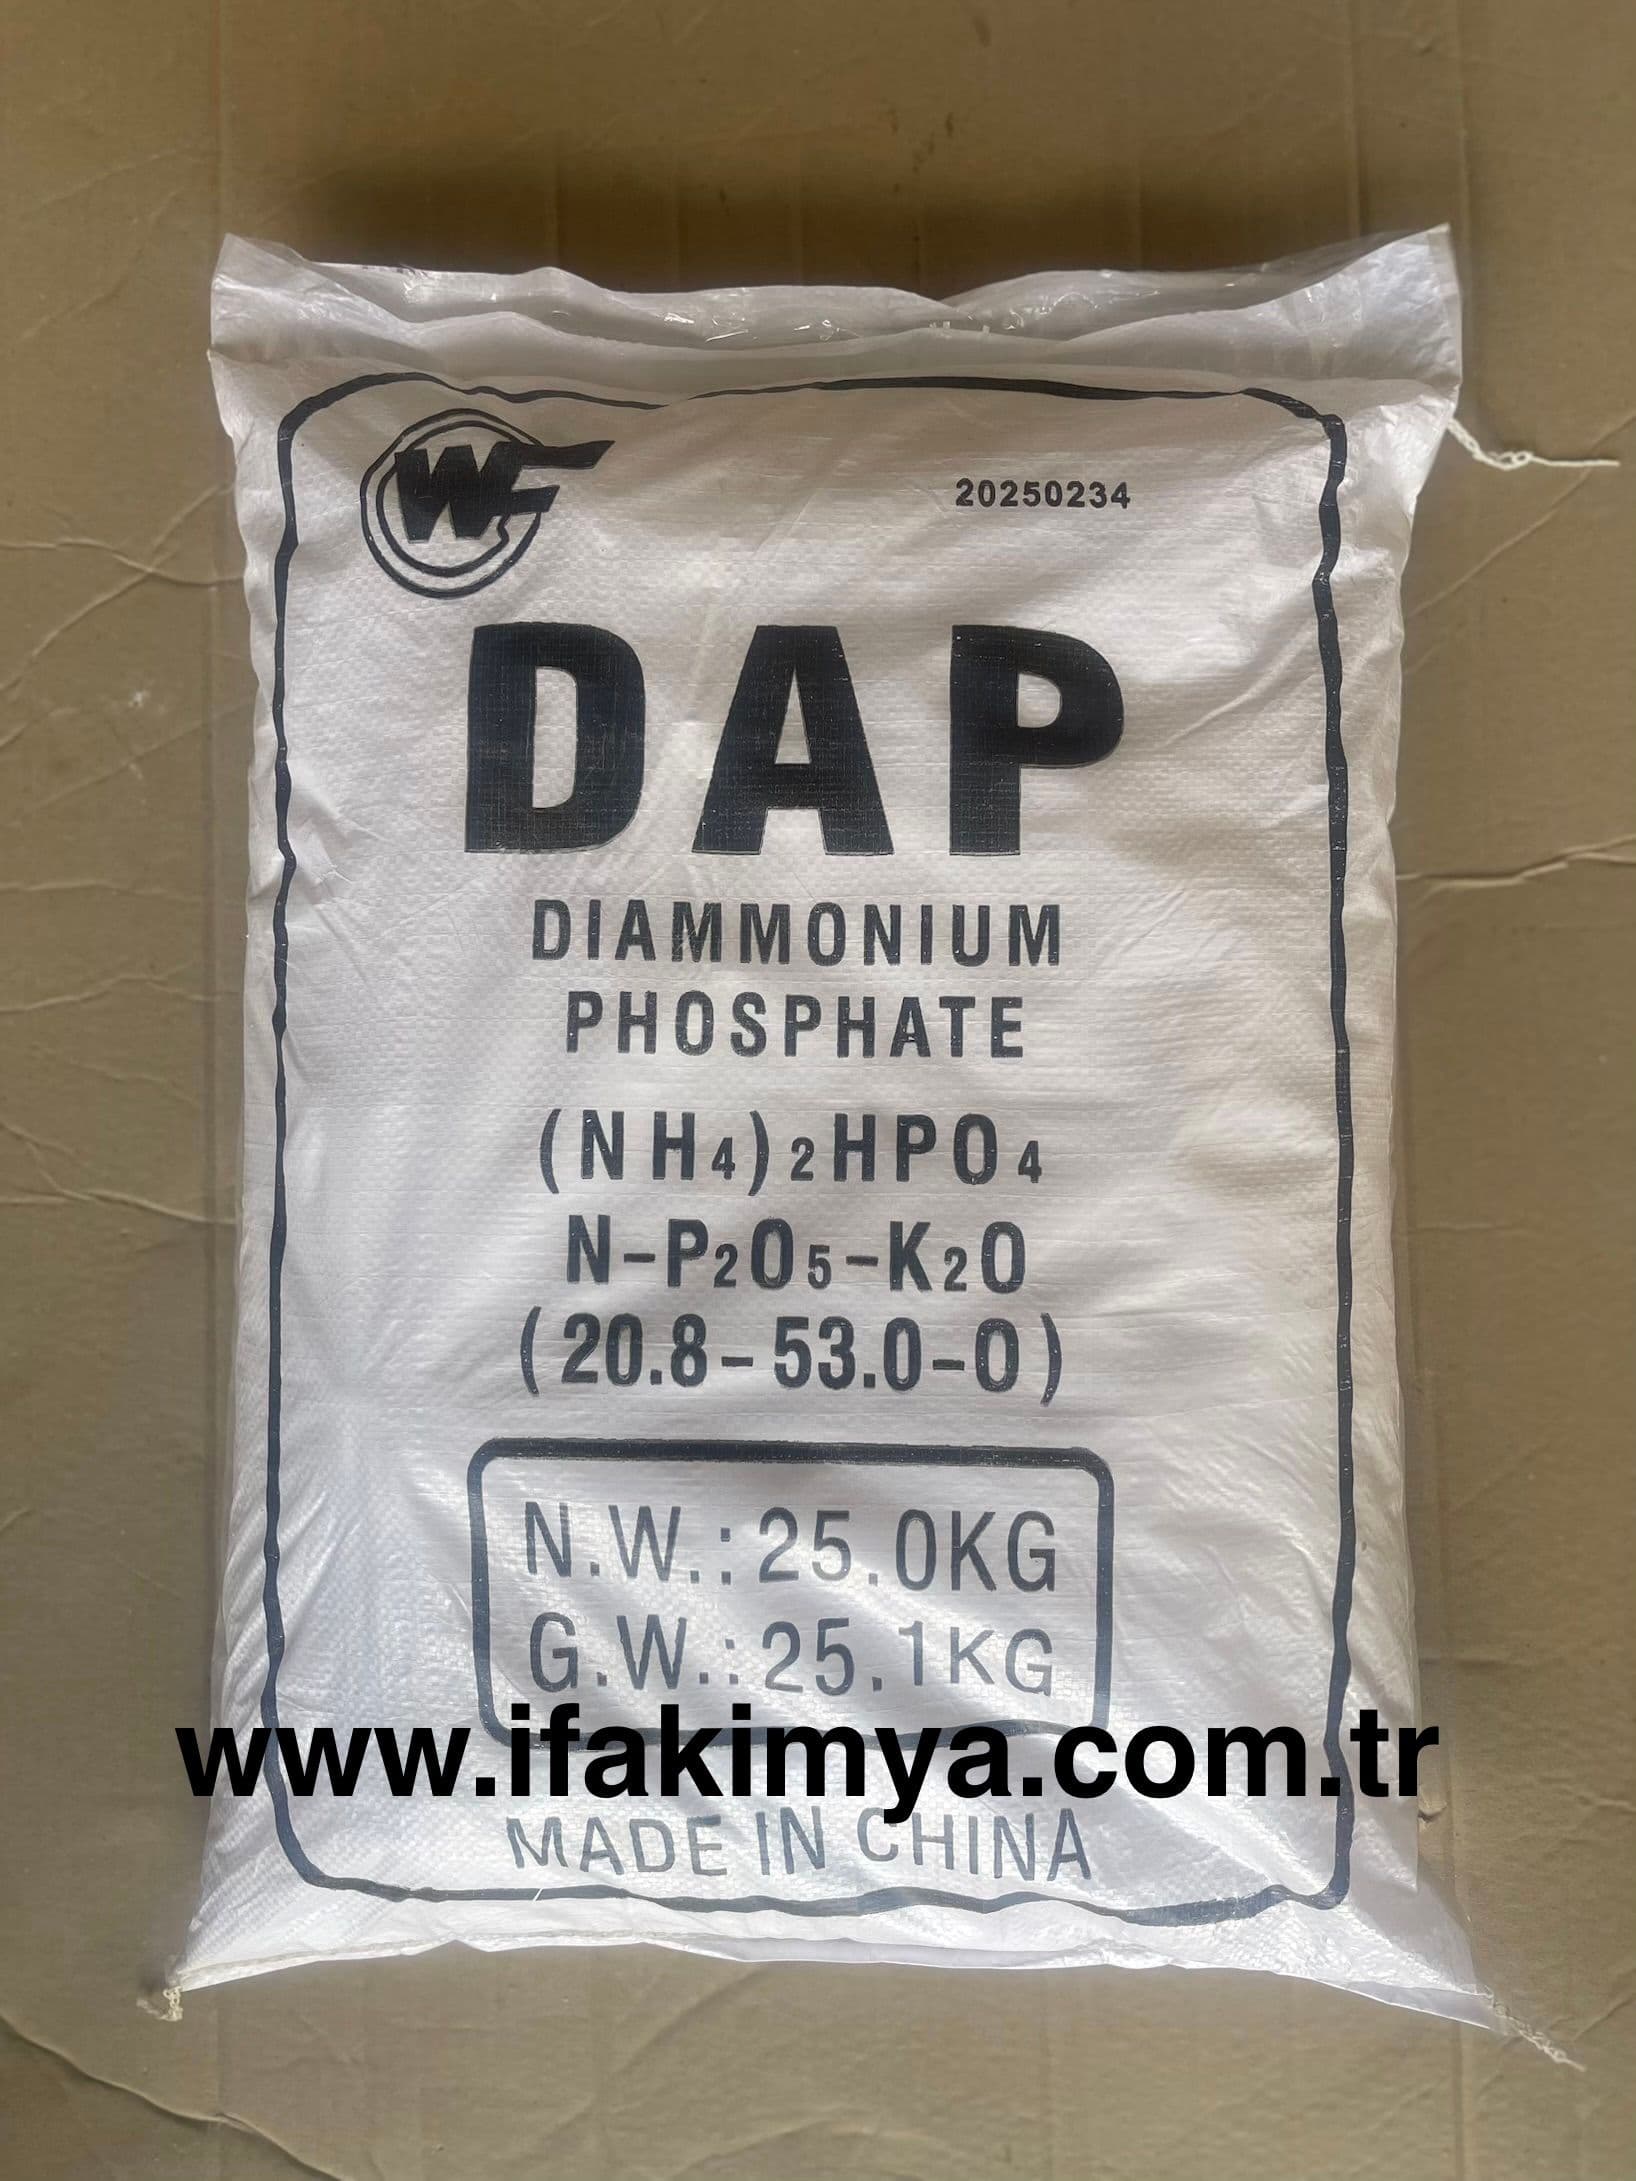 W
20250234
DAP
DIAMMONIUM
PHOSPHATE
(NH₄)₂HPO₄
N-P₂O₅-K₂O
(20.8-53.0-0)
N.W.:25.0KG
G.W.:25.1KG
www.ifakimya.com.tr
MADE IN CHINA